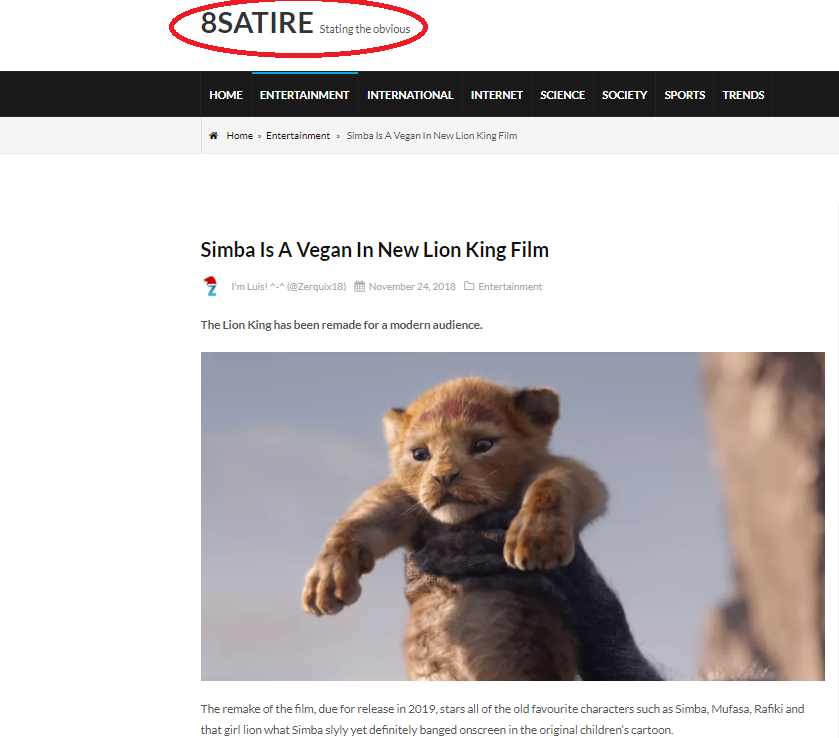 8SATIRE Stating the obvious
HOME ENTERTAINMENT INTERNATIONAL INTERNET SCIENCE SOCIETY SPORTS TRENDS
Home » Entertainment » Simba Is A Vegan In New Lion King Film
Simba Is A Vegan In New Lion King Film
I'm Luis! ^-^ (@Zerquix18) November 24, 2018 Entertainment
The Lion King has been remade for a modern audience.
The remake of the film, due for release in 2019, stars all of the old favourite characters such as Simba, Mufasa, Rafiki and
that girl lion what Simba slyly yet definitely banged onscreen in the original children's cartoon.